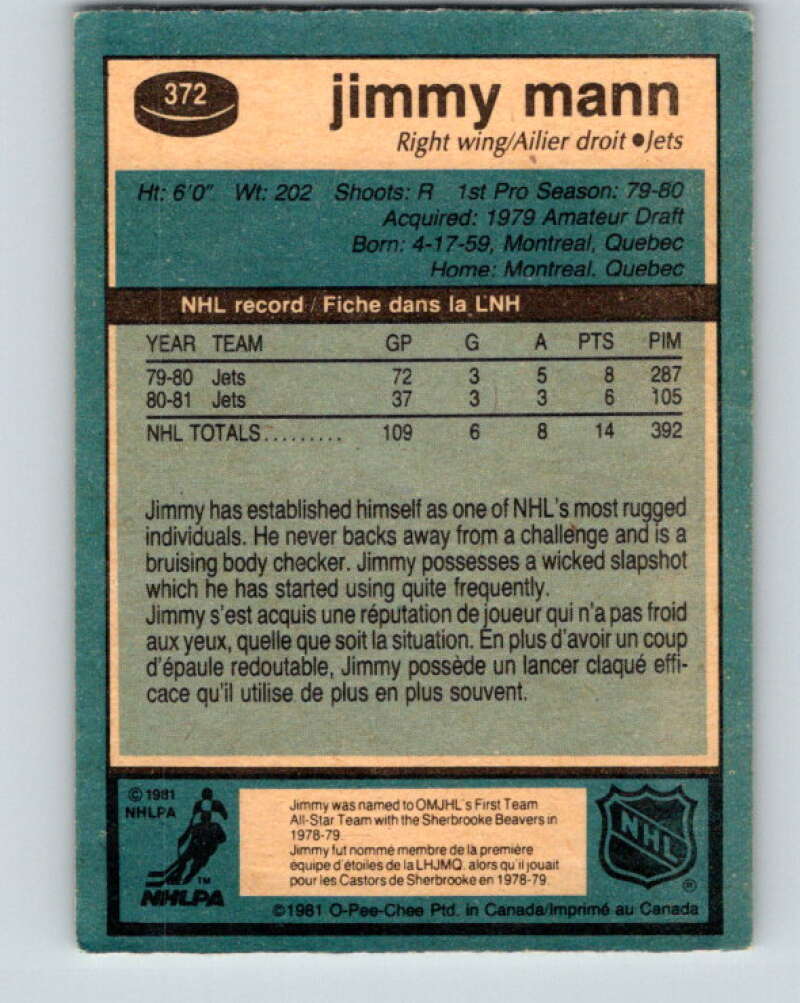 372
jimmy mann
Right wing/Ailier droit ●Jets
Ht: 6'0" Wt: 202 Shoots: R 1st Pro Season: 79-80
Acquired: 1979 Amateur Draft
Born: 4-17-59, Montreal, Quebec
Home: Montreal. Quebec
NHL record / Fiche dans la LNH
YEAR TEAM GP G A PTS PIM
79-80 Jets 72 3 5 8 287
80-81 Jets 37 3 3 6 105
NHL TOTALS......... 109 6 8 14 392
Jimmy has established himself as one of NHL's most rugged
individuals. He never backs away from a challenge and is a
bruising body checker. Jimmy possesses a wicked slapshot
which he has started using quite frequently.
Jimmy s'est acquis une réputation de joueur qui n'a pas froid
aux yeux, quelle que soit la situation. En plus d'avoir un coup
d'épaule redoutable, Jimmy possède un lancer claqué effi-
cace qu'il utilise de plus en plus souvent.
© 1981
NHLPA
TM
NHLPA
Jimmy was named to OMJHL's First Team
All-Star Team with the Sherbrooke Beavers in
1978-79.
Jimmy fut nommé membre de la première
équipe d'étoiles de la LHJMQ. alors qu'il jouait
pour les Castors de Sherbrooke en 1978-79.
NHL
®
©1981 O-Pee-Chee Ptd. in Canada/Imprimé au Canada